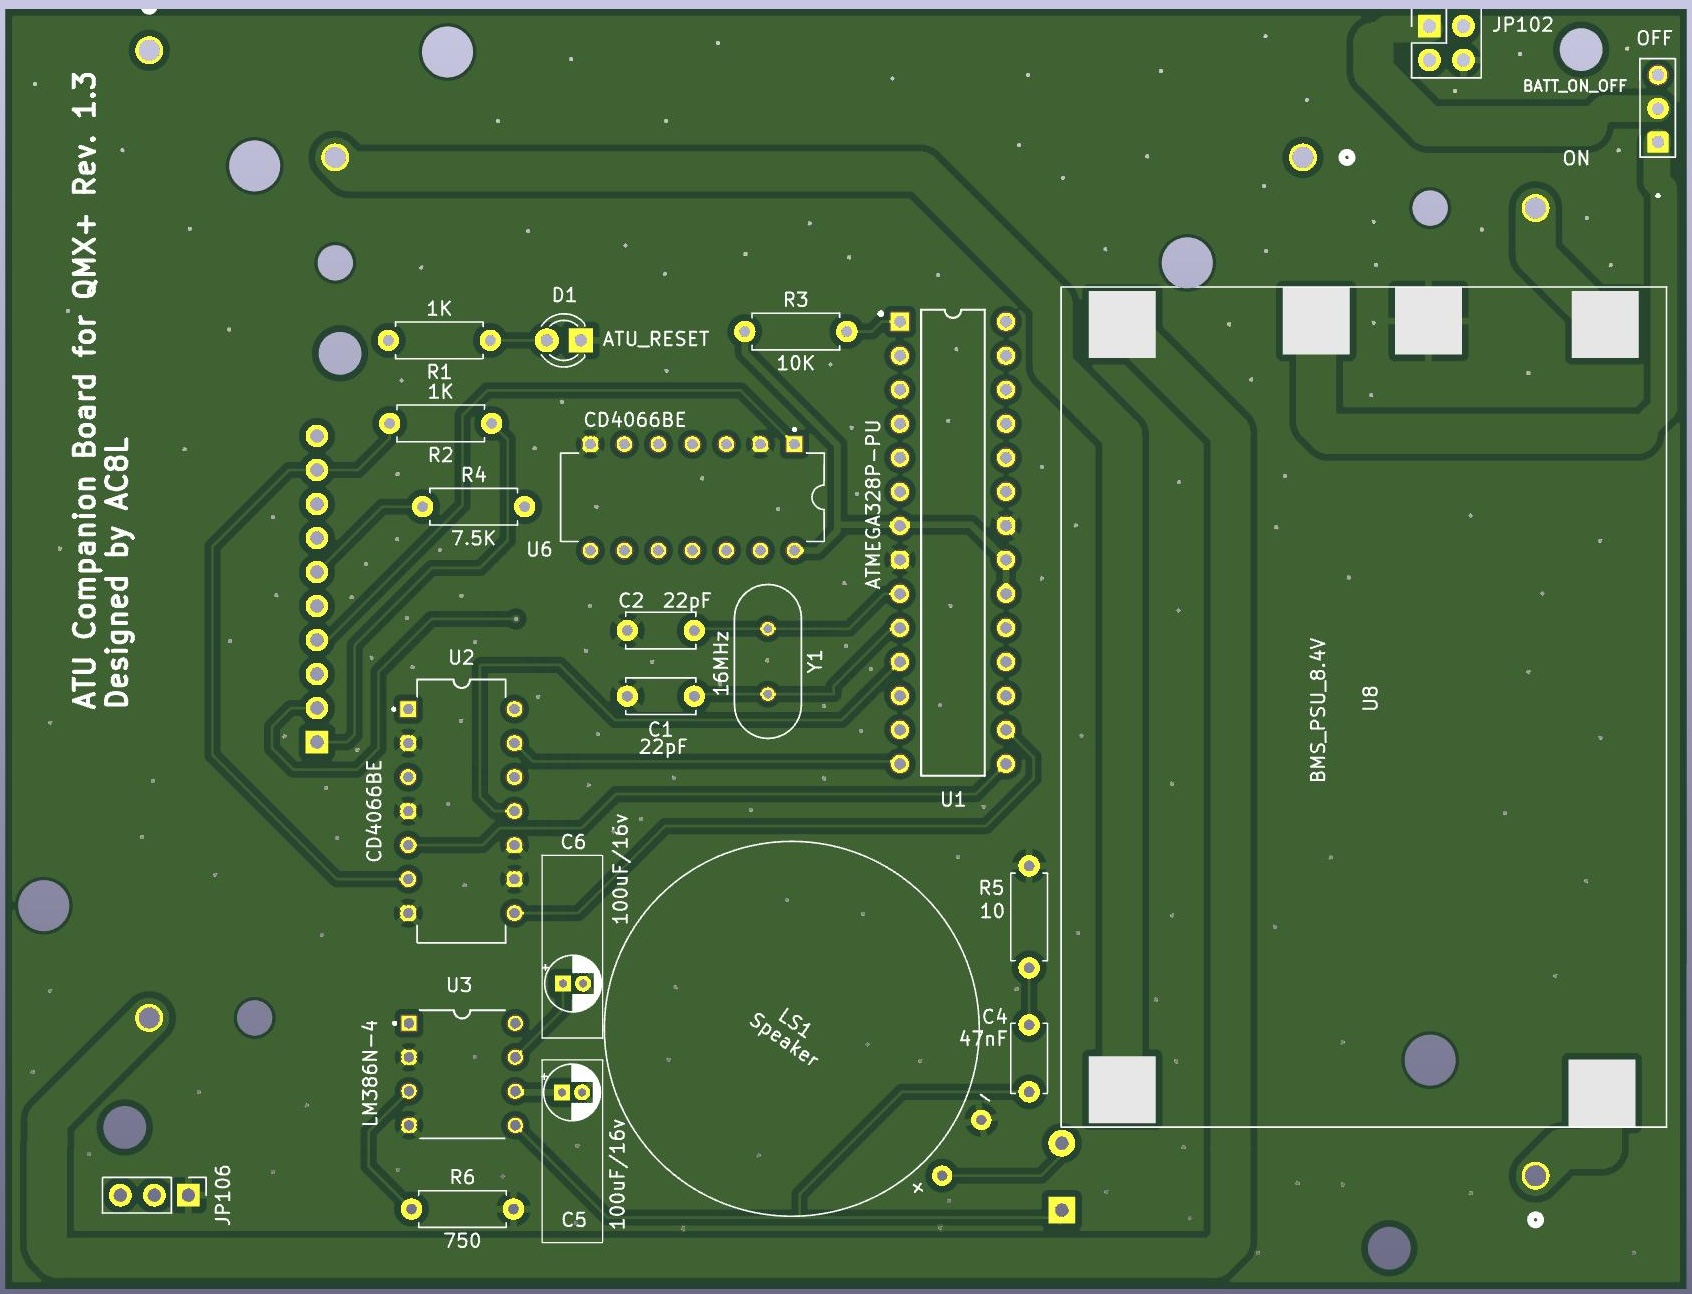 JP102
OFF
BATT_ON_OFF
ON
ATU Companion Board for QMX+ Rev. 1.3
Designed by AC8L
1K
R1
D1
ATU_RESET
R3
10K
1K
R2
CD4066BE
R4
7.5K
U6
ATMEGA328P-PU
C2 22pF
16MHz
Y1
U2
C1
22pF
CD4066BE
U1
BMS_PSU_8.4V
U8
C6
100uF/16v
+
R5
10
U3
LM386N-4
LS1
Speaker
C4
47nF
-
+
+
100uF/16v
C5
R6
750
JP106